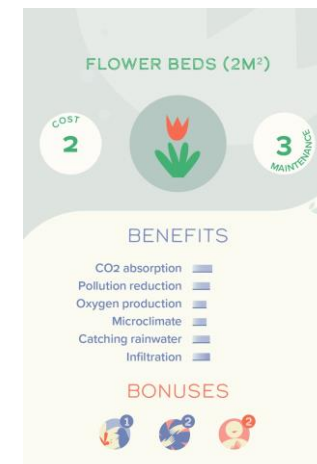 FLOWER BEDS (2M²)
COST
2
3
MAINTENANCE
BENEFITS
CO2 absorption
Pollution reduction
Oxygen production
Microclimate
Catching rainwater
Infiltration
BONUSES
1
2
2